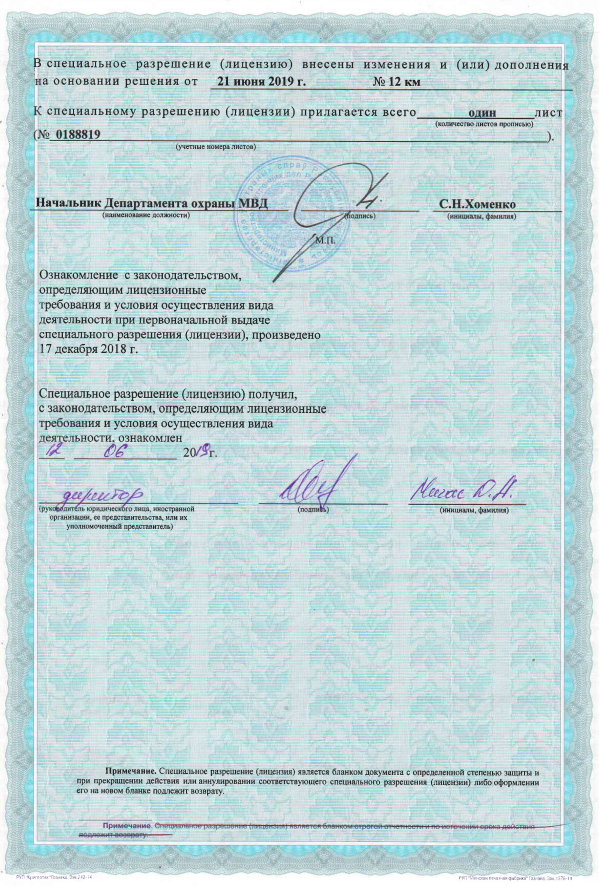 В специальное разрешение (лицензию) внесены изменения и (или) дополнения
на основании решения от 21 июня 2019 г. № 12 км
К специальному разрешению (лицензии) прилагается всего один лист
(количество листов прописью)
(№ 0188819 ).
(учетные номера листов)
Начальник Департамента охраны МВД С.Н.Хоменко
(наименование должности) (подпись) (инициалы, фамилия)
М.П.
Ознакомление с законодательством,
определяющим лицензионные
требования и условия осуществления вида
деятельности при первоначальной выдаче
специального разрешения (лицензии), произведено
17 декабря 2018 г.
Специальное разрешение (лицензию) получил,
с законодательством, определяющим лицензионные
требования и условия осуществления вида
деятельности, ознакомлен
12 06 2019г.
директор
(руководитель юридического лица, иностранной (подпись) (инициалы, фамилия)
организации, ее представительства, или их
уполномоченный представитель)
Примечание. Специальное разрешение (лицензия) является бланком документа с определенной степенью защиты и
при прекращении действия или аннулировании соответствующего специального разрешения (лицензии) либо оформлении
его на новом бланке подлежит возврату.
Примечание. Специальное разрешение (лицензия) является бланком строгой отчетности и по истечении срока действия
подлежит возврату.